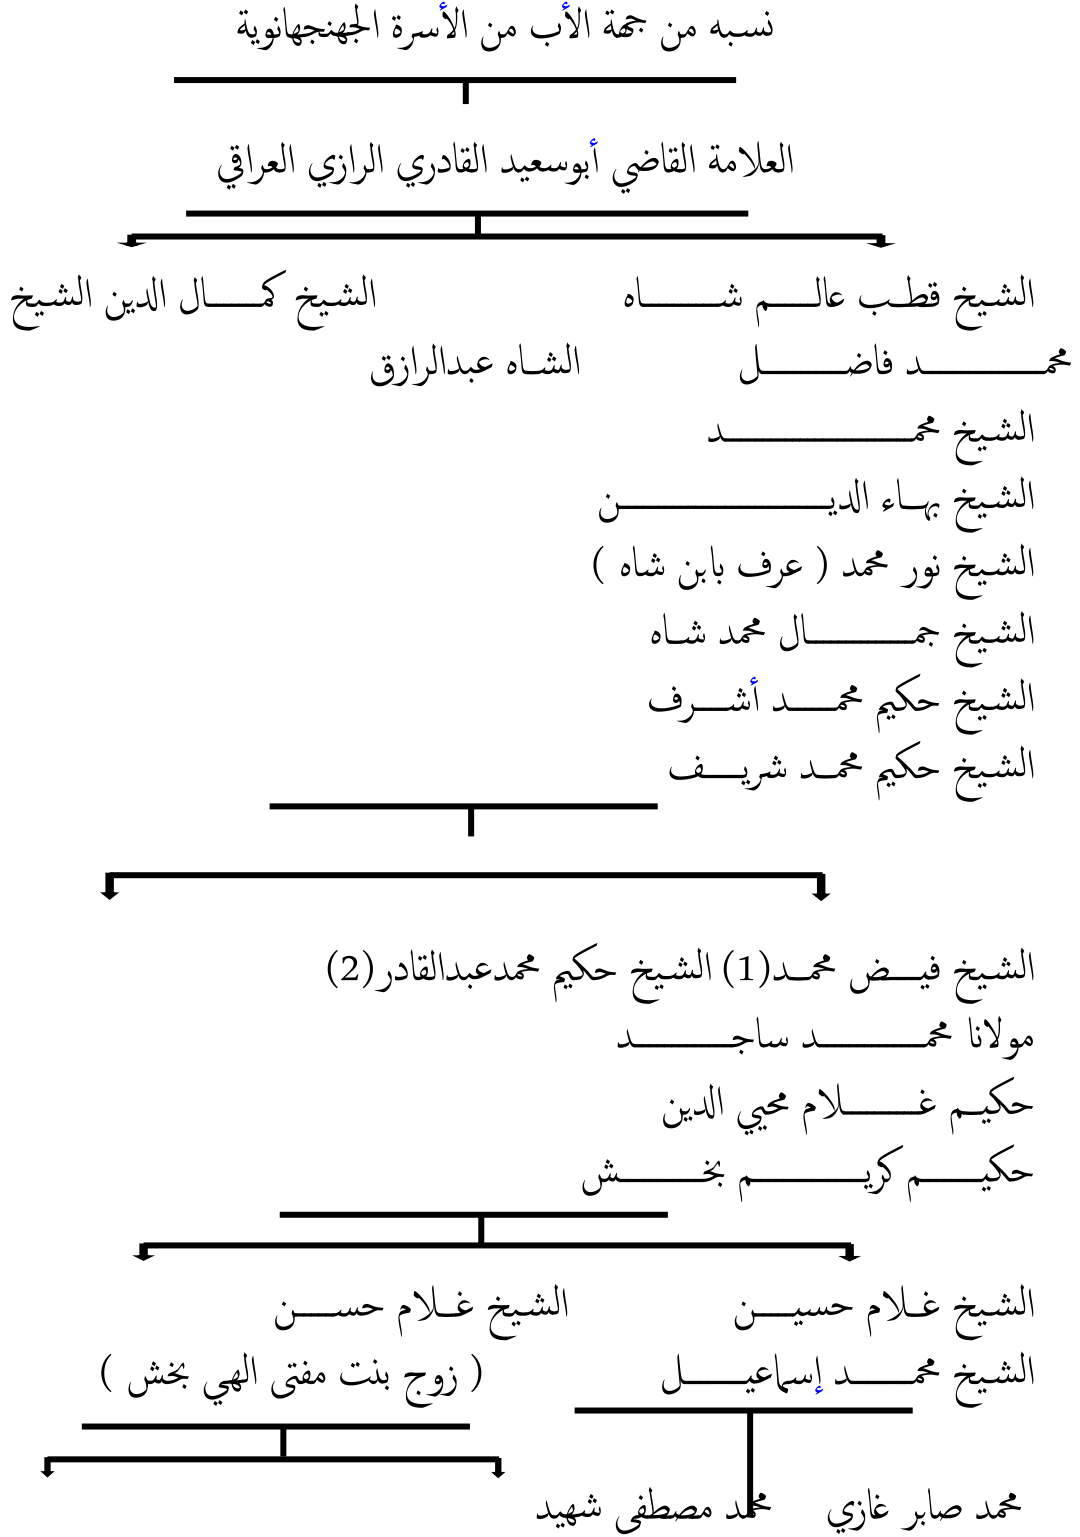 نسبه من جهة الأب من الأسرة الجهنجهانوية
العلامة القاضي أبوسعيد القادري الرازي العراقي
الشيخ قطب عالم شاه الشيخ كمال الدين الشيخ
محمد فاضل الشاه عبدالرازق
الشيخ محمد
الشيخ بهاء الدين
الشيخ نور محمد ( عرف بابن شاه )
الشيخ جمال محمد شاه
الشيخ حكيم محمد أشرف
الشيخ حكيم محمد شريف
الشيخ فيض محمد(1) الشيخ حكيم محمدعبدالقادر(2)
مولانا محمد ساجد
حكيم غلام محيي الدين
حكيم كريم بخش
الشيخ غلام حسين الشيخ غلام حسن
الشيخ محمد إسماعيل ( زوج بنت مفتى الهي بخش )
محمد صابر غازي محمد مصطفى شهيد